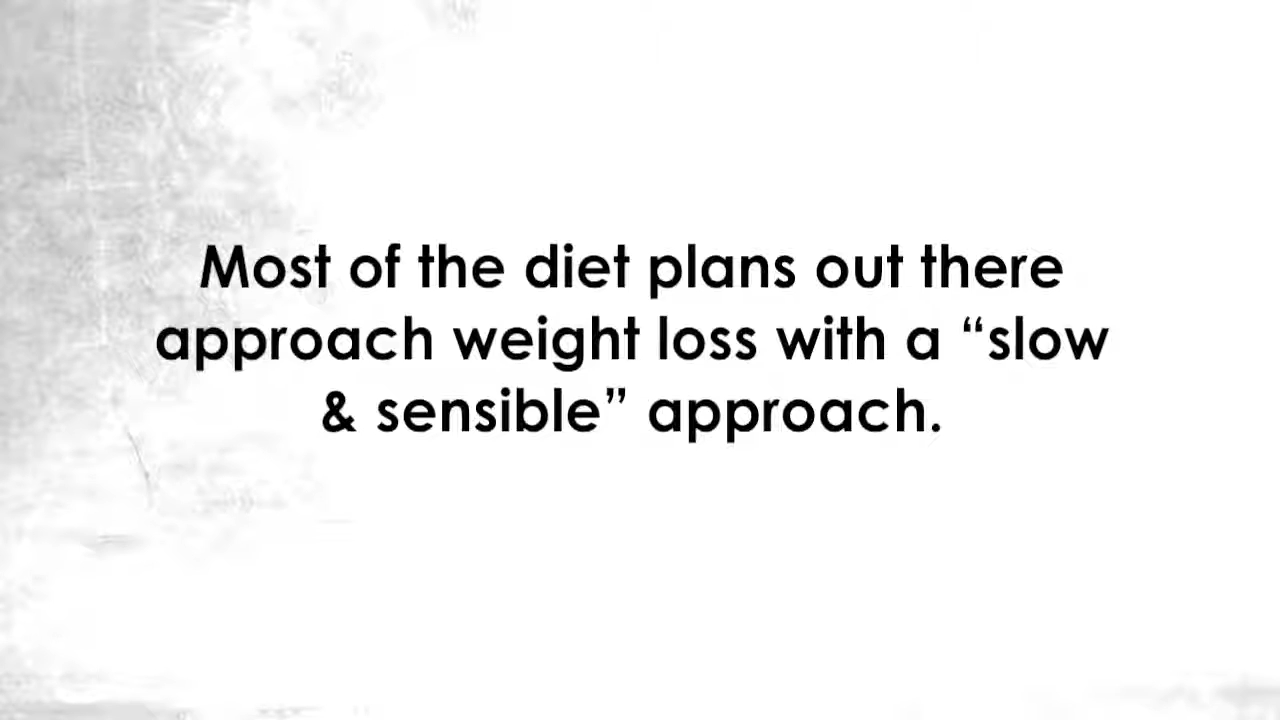 Most of the diet plans out there
approach weight loss with a “slow
& sensible” approach.